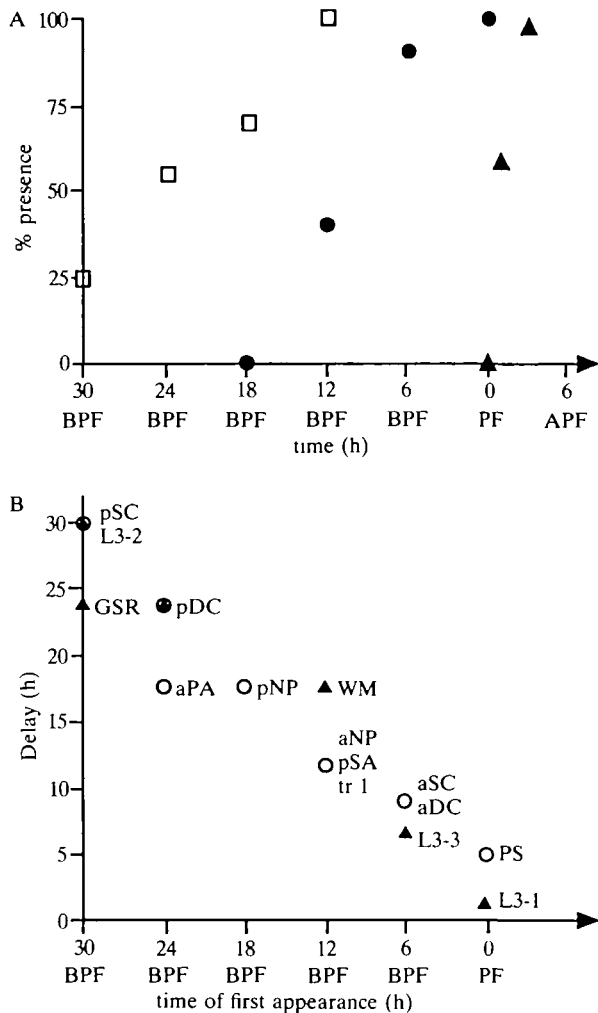 A
100
75
50
25
0
% presence
30 24 18 12 6 0 6
BPF BPF BPF BPF BPF PF APF
time (h)
B
30
25
20
15
10
5
0
Delay (h)
pSC
L3-2
GSR
pDC
aPA
pNP
WM
aNP
pSA
tr 1
aSC
aDC
L3-3
PS
L3-1
30 24 18 12 6 0
BPF BPF BPF BPF BPF PF
time of first appearance (h)